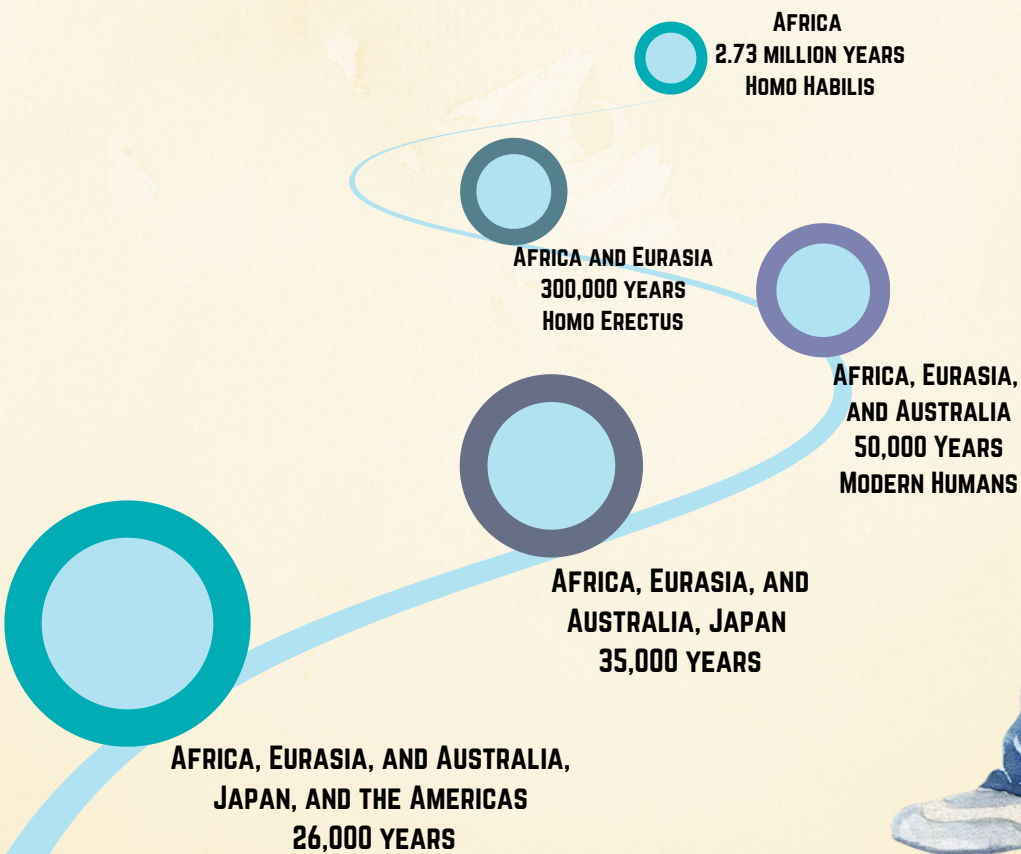 Africa
2.73 million years
Homo Habilis
Africa and Eurasia
300,000 years
Homo Erectus
Africa, Eurasia,
and Australia
50,000 Years
Modern Humans
Africa, Eurasia, and
Australia, Japan
35,000 years
Africa, Eurasia, and Australia,
Japan, and the Americas
26,000 years